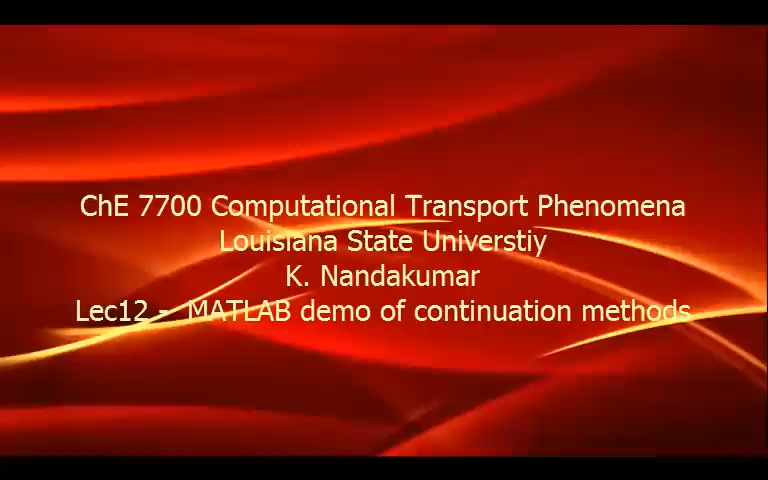 ChE 7700 Computational Transport Phenomena
Louisiana State Universtiy
K. Nandakumar
Lec12 - MATLAB demo of continuation methods